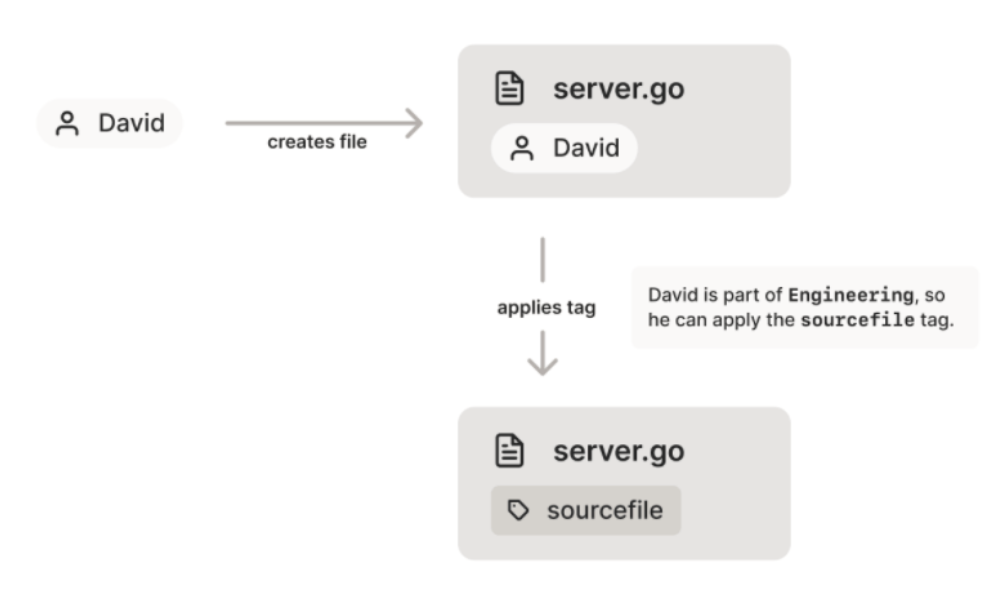 David
creates file
server.go
David
applies tag
David is part of Engineering, so
he can apply the sourcefile tag.
server.go
sourcefile